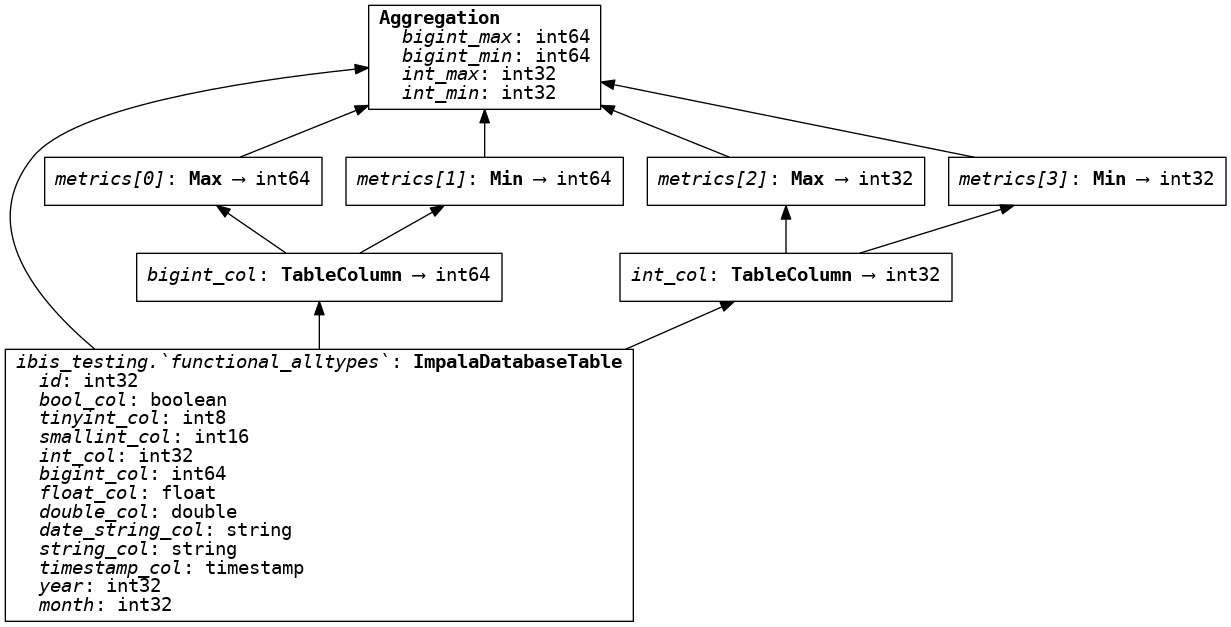 Aggregation
bigint_max: int64
bigint_min: int64
int_max: int32
int_min: int32
metrics[0]: Max → int64
metrics[1]: Min → int64
metrics[2]: Max → int32
metrics[3]: Min → int32
bigint_col: TableColumn → int64
int_col: TableColumn → int32
ibis_testing.`functional_alltypes`: ImpalaDatabaseTable
id: int32
bool_col: boolean
tinyint_col: int8
smallint_col: int16
int_col: int32
bigint_col: int64
float_col: float
double_col: double
date_string_col: string
string_col: string
timestamp_col: timestamp
year: int32
month: int32